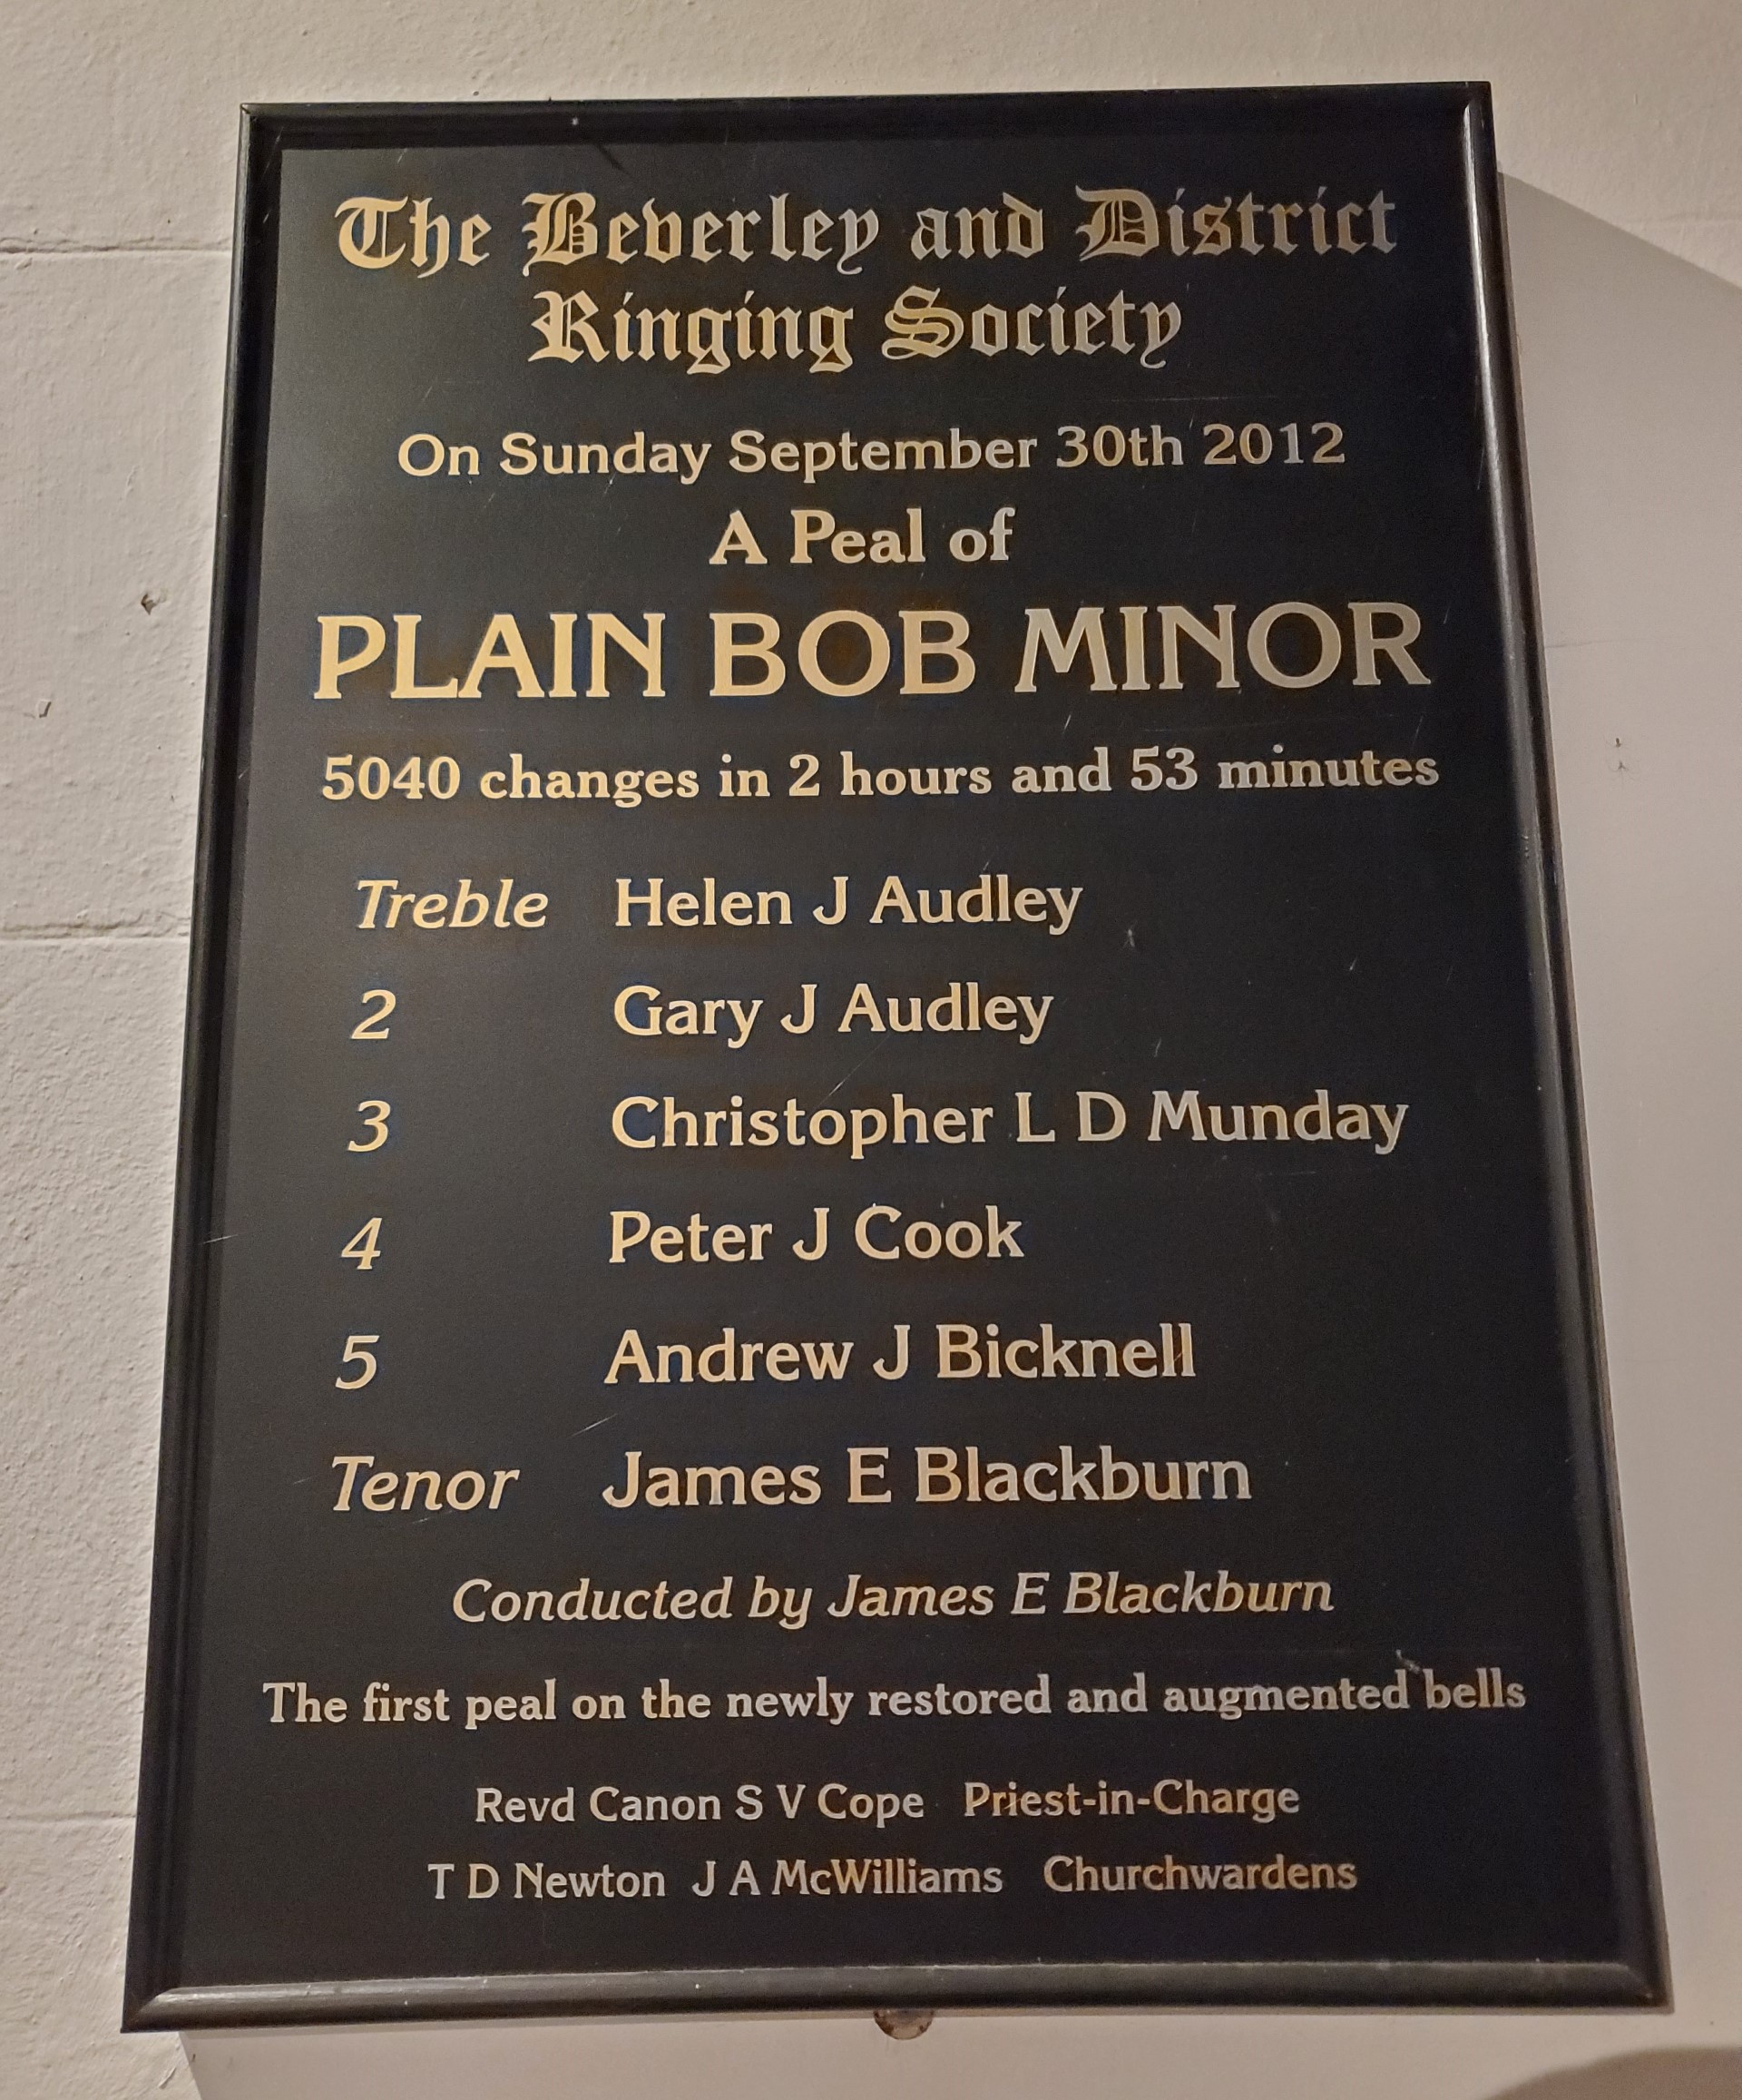 The Beverley and District
Ringing Society
On Sunday September 30th 2012
A Peal of
PLAIN BOB MINOR
5040 changes in 2 hours and 53 minutes
Treble Helen J Audley
2 Gary J Audley
3 Christopher L D Munday
4 Peter J Cook
5 Andrew J Bicknell
Tenor James E Blackburn
Conducted by James E Blackburn
The first peal on the newly restored and augmented bells
Revd Canon S V Cope Priest-in-Charge
T D Newton J A McWilliams Churchwardens